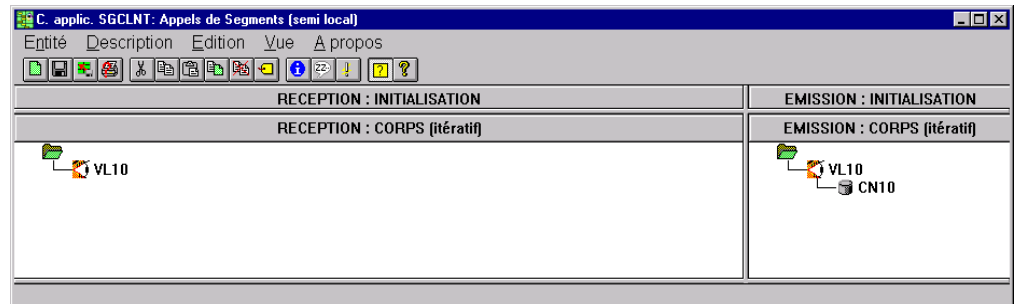 C. applic. SGCLNT: Appels de Segments (semi local)
Entité Description Edition Vue A propos
RECEPTION : INITIALISATION EMISSION : INITIALISATION
RECEPTION : CORPS (itératif) EMISSION : CORPS (itératif)
VL10 VL10
CN10